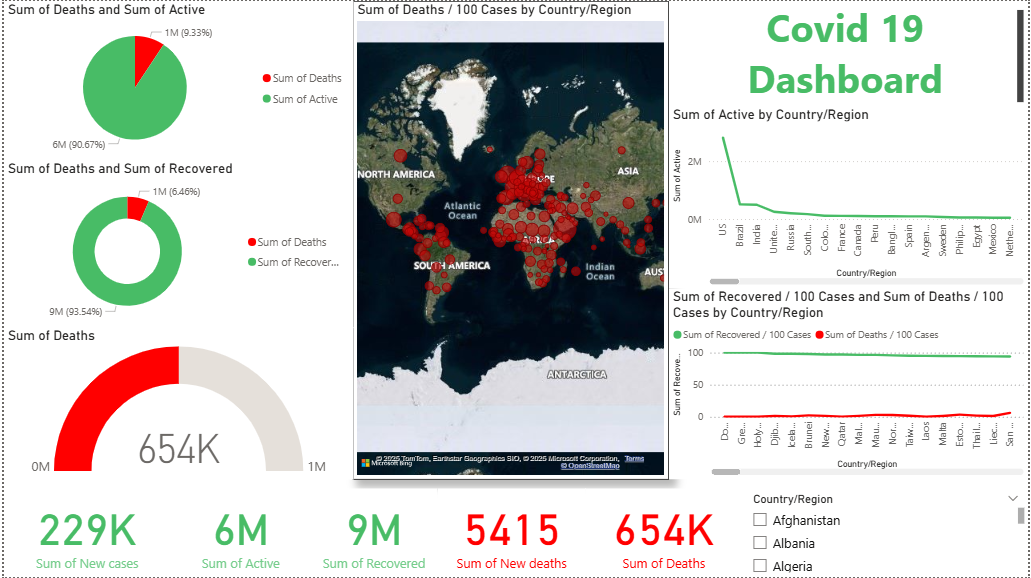 Sum of Deaths and Sum of Active
1M (9.33%)
Sum of Deaths
Sum of Active
6M (90.67%)
Sum of Deaths and Sum of Recovered
1M (6.46%)
Sum of Deaths
Sum of Recover...
9M (93.54%)
Sum of Deaths
654K
0M
1M
Sum of Deaths / 100 Cases by Country/Region
NORTH AMERICA
ASIA
Atlantic
Ocean
SOUTH AMERICA
Indian
Ocean
ANTARCTICA
Microsoft Bing
© 2025 TomTom, Earthstar Geographics SIO, © 2025 Microsoft Corporation, Terms
© OpenStreetMap
Covid 19
Dashboard
Sum of Active by Country/Region
Sum of Active
2M
0M
US
Brazil
India
Unite...
Russia
South...
Colo...
France
Canada
Peru
Bangl...
Spain
Argen...
Sweden
Philip...
Egypt
Mexico
Nethe...
Country/Region
Sum of Recovered / 100 Cases and Sum of Deaths / 100
Cases by Country/Region
Sum of Recovered / 100 Cases
Sum of Deaths / 100 Cases
Sum of Recove...
100
50
0
Do...
Gre...
Holy...
Djib...
Icela...
Brunei
New...
Qatar
Mal...
Mau...
Nor...
Taiw...
Laos
Malta
Esto...
Thail...
Liec...
San ...
Country/Region
229K
Sum of New cases
6M
Sum of Active
9M
Sum of Recovered
5415
Sum of New deaths
654K
Sum of Deaths
Country/Region
Afghanistan
Albania
Algeria